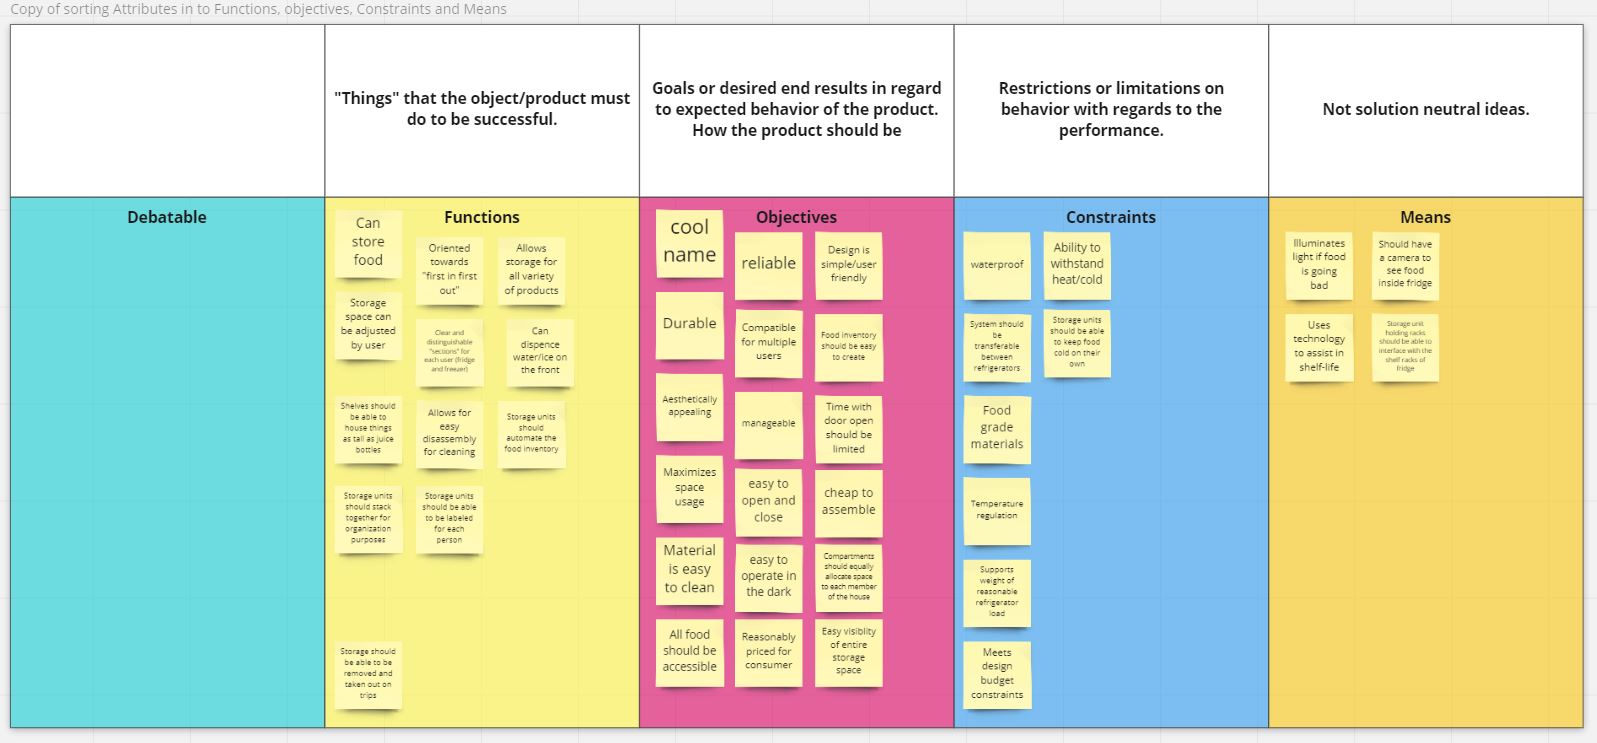 Copy of sorting Attributes in to Functions, objectives, Constraints and Means
"Things" that the object/product must
do to be successful.
Goals or desired end results in regard
to expected behavior of the product.
How the product should be
Restrictions or limitations on
behavior with regards to the
performance.
Not solution neutral ideas.
Debatable
Functions
Can
store
food
Oriented
towards
"first in first
out"
Allows
storage for
all variety
of products
Storage
space can
be adjusted
by user
Clear and
distinguishable
"sections" for
each user (fridge
and freezer)
Can
dispence
water/ice on
the front
Shelves should
be able to
house things
as tall as juice
bottles
Allows for
easy
disassembly
for cleaning
Storage units
should
automate the
food inventory
Storage units
should stack
together for
organization
purposes
Storage units
should be able
to be labeled
for each
person
Storage should
be able to be
removed and
taken out on
trips
Objectives
cool
name
reliable
Design is
simple/user
friendly
Durable
Compatible
for multiple
users
Food inventory
should be easy
to create
Aesthetically
appealing
manageable
Time with
door open
should be
limited
Maximizes
space
usage
easy to
open and
close
cheap to
assemble
Material
is easy
to clean
easy to
operate in
the dark
Compartments
should equally
allocate space
to each member
of the house
All food
should be
accessible
Reasonably
priced for
consumer
Easy visiblity
of entire
storage
space
Constraints
waterproof
Ability to
withstand
heat/cold
System should
be
transferable
between
refrigerators
Storage units
should be able
to keep food
cold on their
own
Food
grade
materials
Temperature
regulation
Supports
weight of
reasonable
refrigerator
load
Meets
design
budget
constraints
Means
Illuminates
light if food
is going
bad
Should have
a camera to
see food
inside fridge
Uses
technology
to assist in
shelf-life
Storage unit
holding racks
should be able to
interface with the
shelf racks of
fridge